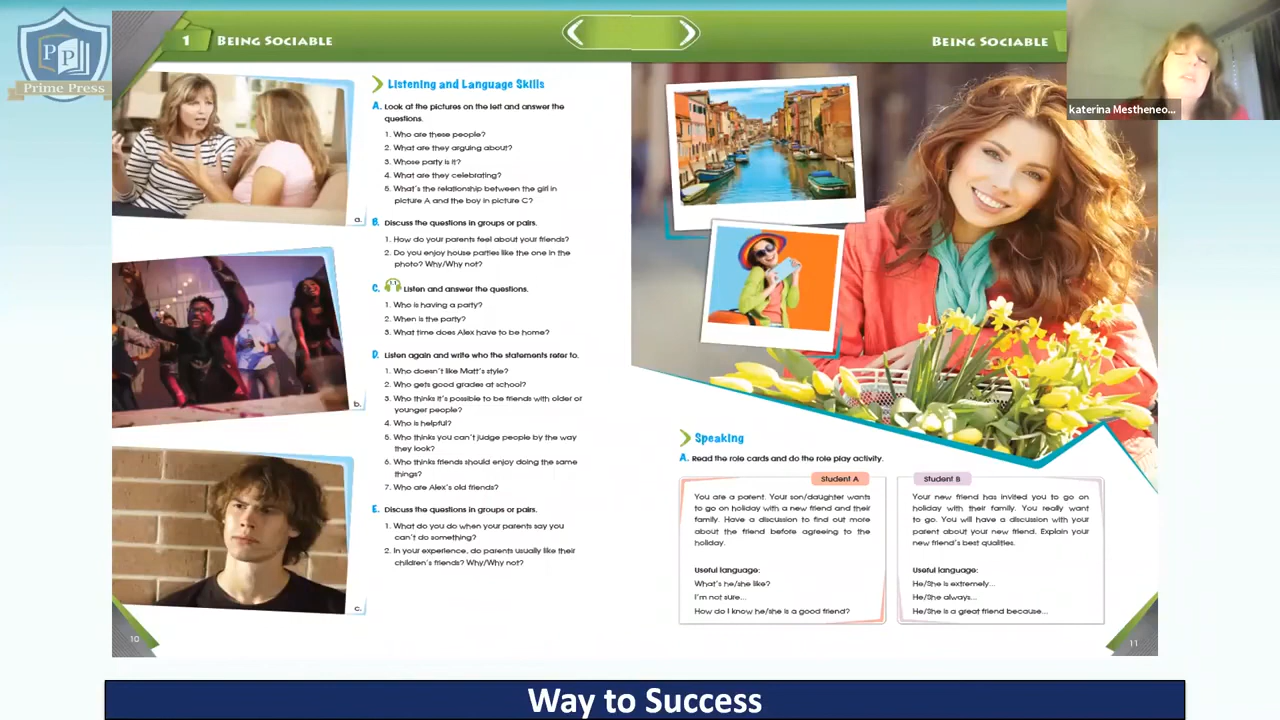 PP
Prime Press
1 BEING SOCIABLE
BEING SOCIABLE
katerina Mestheneo...
Listening and Language Skills
A. Look at the pictures on the left and answer the
questions.
1. Who are these people?
2. What are they arguing about?
3. Whose party is it?
4. What are they celebrating?
5. What's the relationship between the girl in
picture A and the boy in picture C?
B. Discuss the questions in groups or pairs.
1. How do your parents feel about your friends?
2. Do you enjoy house parties like the one in the
photo? Why/Why not?
C. Listen and answer the questions.
1. Who is having a party?
2. When is the party?
3. What time does Alex have to be home?
D. Listen again and write who the statements refer to.
1. Who doesn't like Matt's style?
2. Who gets good grades at school?
3. Who thinks it's possible to be friends with older or
younger people?
4. Who is helpful?
5. Who thinks you can't judge people by the way
they look?
6. Who thinks friends should enjoy doing the same
things?
7. Who are Alex's old friends?
E. Discuss the questions in groups or pairs.
1. What do you do when your parents say you
can't do something?
2. In your experience, do parents usually like their
children's friends? Why/Why not?
a.
b.
c.
10
Speaking
A. Read the role cards and do the role play activity.
Student A
You are a parent. Your son/daughter wants
to go on holiday with a new friend and their
family. Have a discussion to find out more
about the friend before agreeing to the
holiday.
Useful language:
What's he/she like?
I'm not sure...
How do I know he/she is a good friend?
Student B
Your new friend has invited you to go on
holiday with their family. You really want
to go. You will have a discussion with your
parent about your new friend. Explain your
new friend's best qualities.
Useful language:
He/She is extremely...
He/She always...
He/She is a great friend because...
11
Way to Success